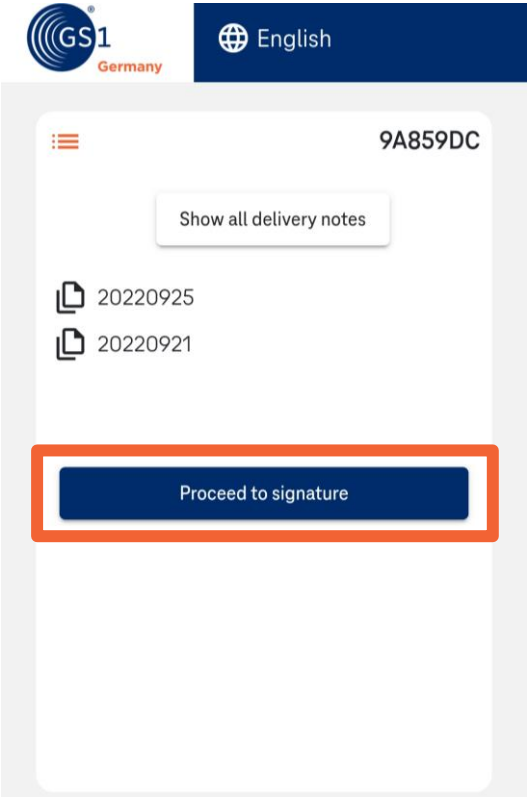 GS1
Germany
English
9A859DC
Show all delivery notes
20220925
20220921
Proceed to signature